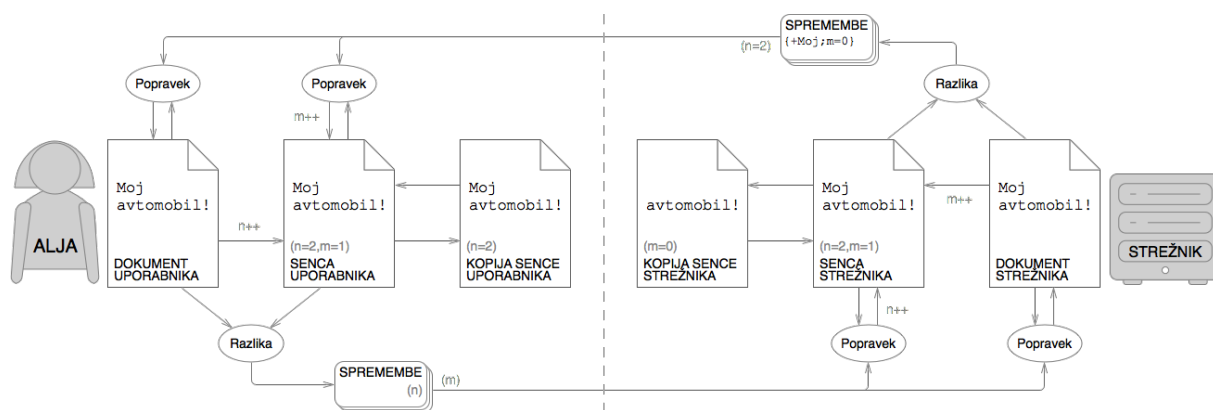 SPREMEMBE
{+Moj;m=0}
(n=2)
Popravek
Popravek
Razlika
m++
Moj
avtomobil!
Moj
avtomobil!
Moj
avtomobil!
avtomobil!
Moj
avtomobil!
Moj
avtomobil!
m++
n++
ALJA
STREŽNIK
(n=2,m=1)
(n=2)
(m=0)
(n=2,m=1)
DOKUMENT
UPORABNIKA
SENCA
UPORABNIKA
KOPIJA SENCE
UPORABNIKA
KOPIJA SENCE
STREŽNIKA
SENCA
STREŽNIKA
DOKUMENT
STREŽNIKA
n++
Razlika
Popravek
Popravek
SPREMEMBE
(n)
(m)